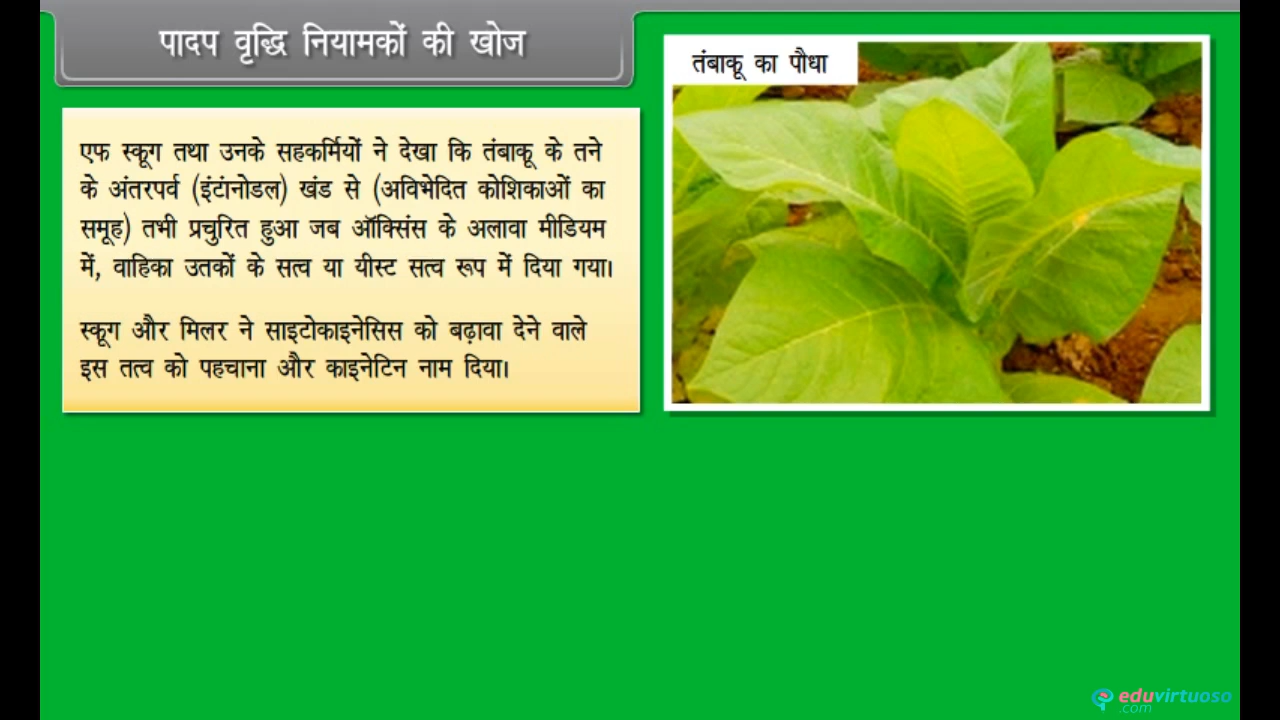 पादप वृद्धि नियामकों की खोज
तंबाकू का पौधा
एफ स्कूग तथा उनके सहकर्मियों ने देखा कि तंबाकू के तने
के अंतरपर्व (इंटांनोडल) खंड से (अविभेदित कोशिकाओं का
समूह) तभी प्रचुरित हुआ जब ऑक्सिंस के अलावा मीडियम
में, वाहिका उतकों के सत्व या यीस्ट सत्व रूप में दिया गया।
स्कूग और मिलर ने साइटोकाइनेसिस को बढ़ावा देने वाले
इस तत्व को पहचाना और काइनेटिन नाम दिया।
eduvirtuoso
.com